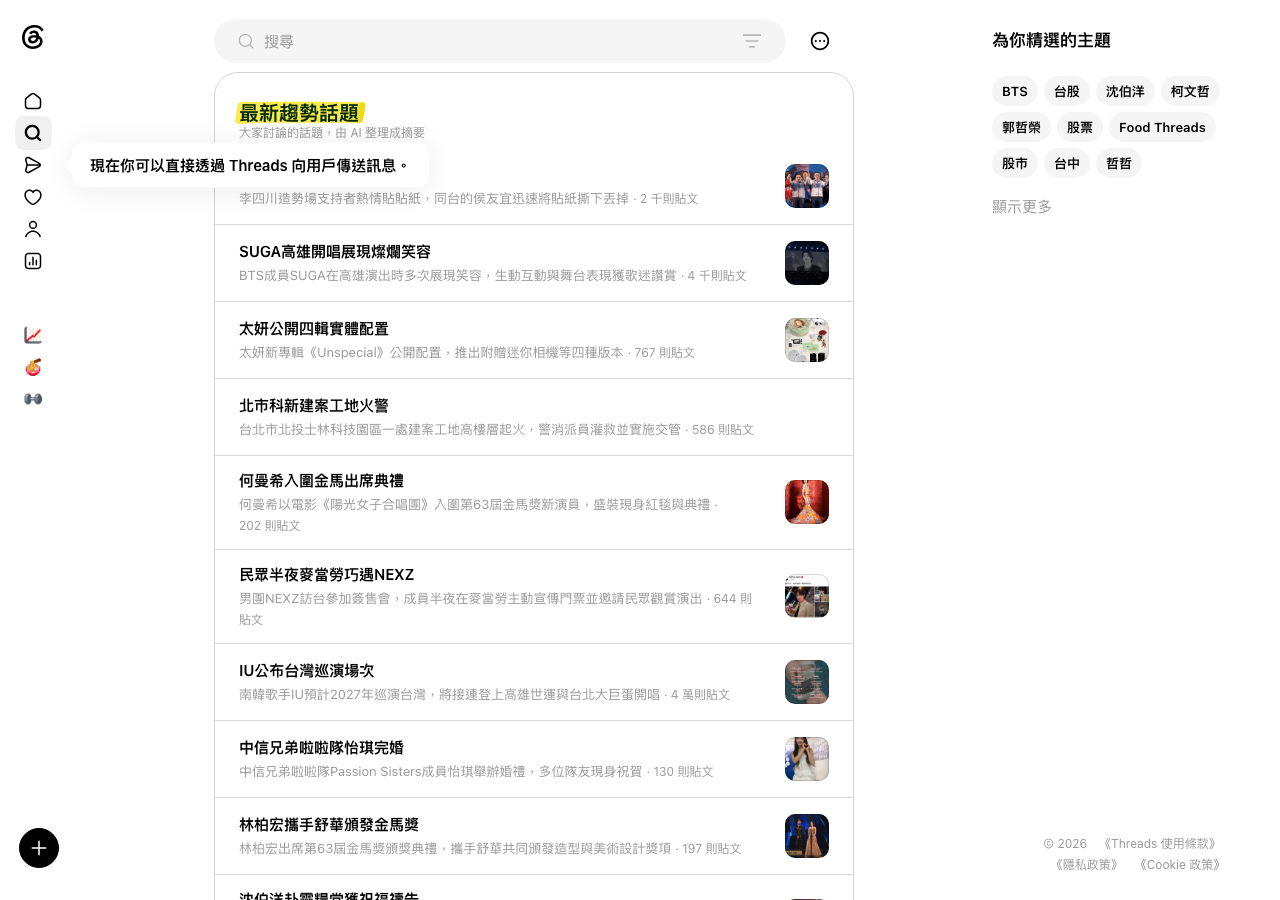 搜尋
最新趨勢話題
大家討論的話題，由 AI 整理成摘要
現在你可以直接透過 Threads 向用戶傳送訊息。
李四川造勢場支持者熱情貼貼紙，同台的侯友宜迅速將貼紙撕下丟掉 · 2 千則貼文
SUGA高雄開唱展現燦爛笑容
BTS成員SUGA在高雄演出時多次展現笑容，生動互動與舞台表現獲歌迷讚賞 · 4 千則貼文
太妍公開四輯實體配置
太妍新專輯《Unspecial》公開配置，推出附贈迷你相機等四種版本 · 767 則貼文
北市科新建案工地火警
台北市北投士林科技園區一處建案工地高樓層起火，警消派員灌救並實施交管 · 586 則貼文
何曼希入圍金馬出席典禮
何曼希以電影《陽光女子合唱團》入圍第63屆金馬獎新演員，盛裝現身紅毯與典禮 ·
202 則貼文
民眾半夜麥當勞巧遇NEXZ
男團NEXZ訪台參加簽售會，成員半夜在麥當勞主動宣傳門票並邀請民眾觀賞演出 · 644 則
貼文
IU公布台灣巡演場次
南韓歌手IU預計2027年巡演台灣，將接連登上高雄世運與台北大巨蛋開唱 · 4 萬則貼文
中信兄弟啦啦隊怡琪完婚
中信兄弟啦啦隊Passion Sisters成員怡琪舉辦婚禮，多位隊友現身祝賀 · 130 則貼文
林柏宏攜手舒華頒發金馬獎
林柏宏出席第63屆金馬獎頒獎典禮，攜手舒華共同頒發造型與美術設計獎項 · 197 則貼文
沈伯洋赴靈糧堂獲祝福禱告
為你精選的主題
BTS 台股 沈伯洋 柯文哲
郭哲榮 股票 Food Threads
股市 台中 哲哲
顯示更多
© 2026 《Threads 使用條款》
《隱私政策》 《Cookie 政策》